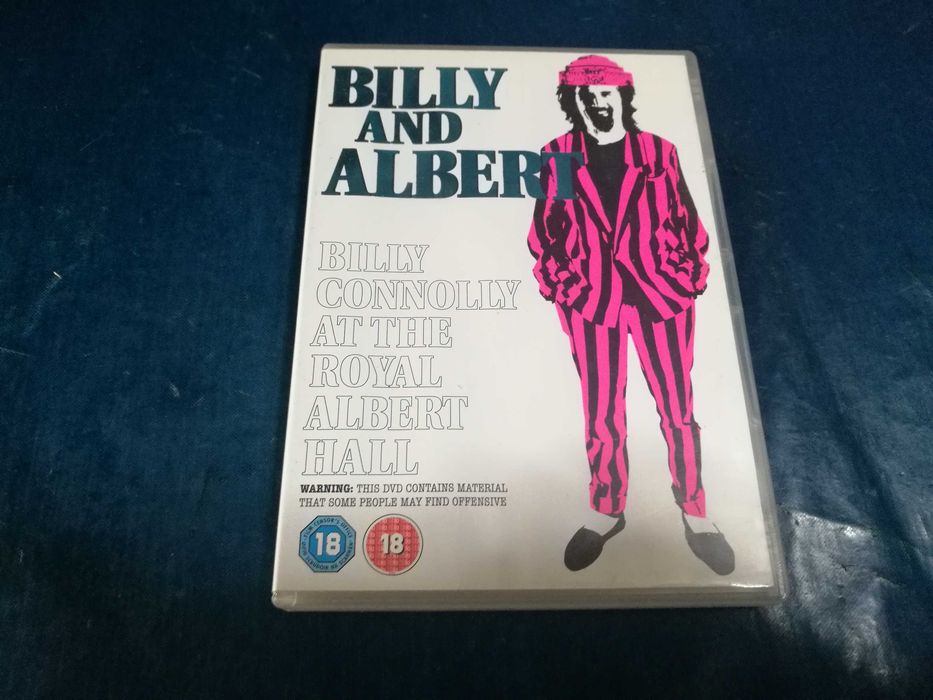 BILLY
AND
ALBERT
BILLY
CONNOLLY
AT THE
ROYAL
ALBERT
HALL
WARNING: THIS DVD CONTAINS MATERIAL
THAT SOME PEOPLE MAY FIND OFFENSIVE
18
18